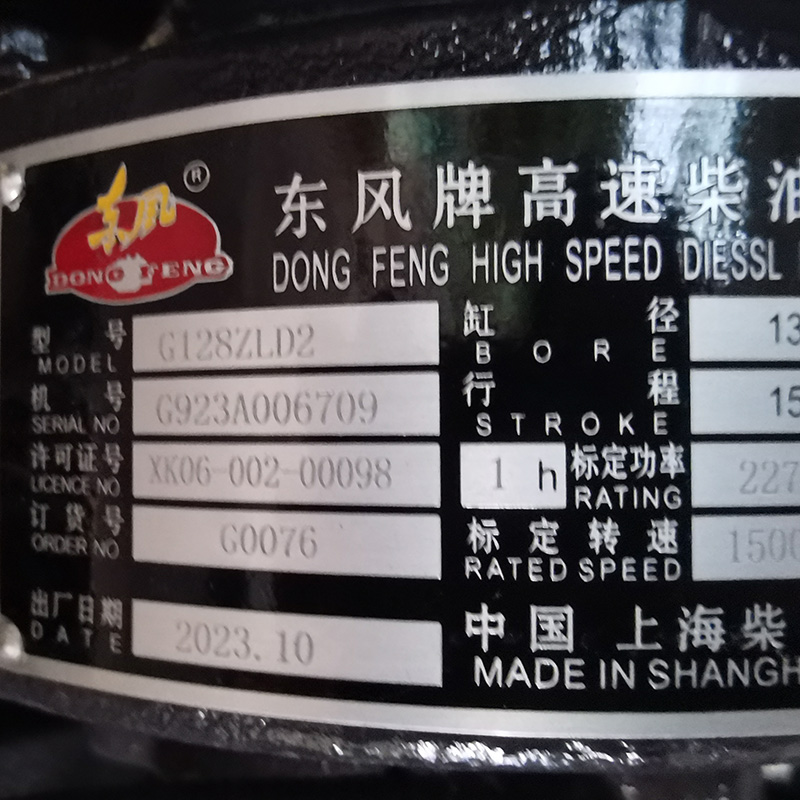 东风 ®
DONG FENG
东风牌高速柴油
DONG FENG HIGH SPEED DIESSL
型号 G128ZLD2 缸径 13
MODEL BORE
机号 G923A006709 行程 15
SERIAL NO STROKE
许可证号 XK06-002-00098 1 h 标定功率 227
LICENCE NO RATING
订货号 G0076 标定转速 1500
ORDER NO RATED SPEED
出厂日期 2023.10 中国 上海柴
DATE MADE IN SHANGH